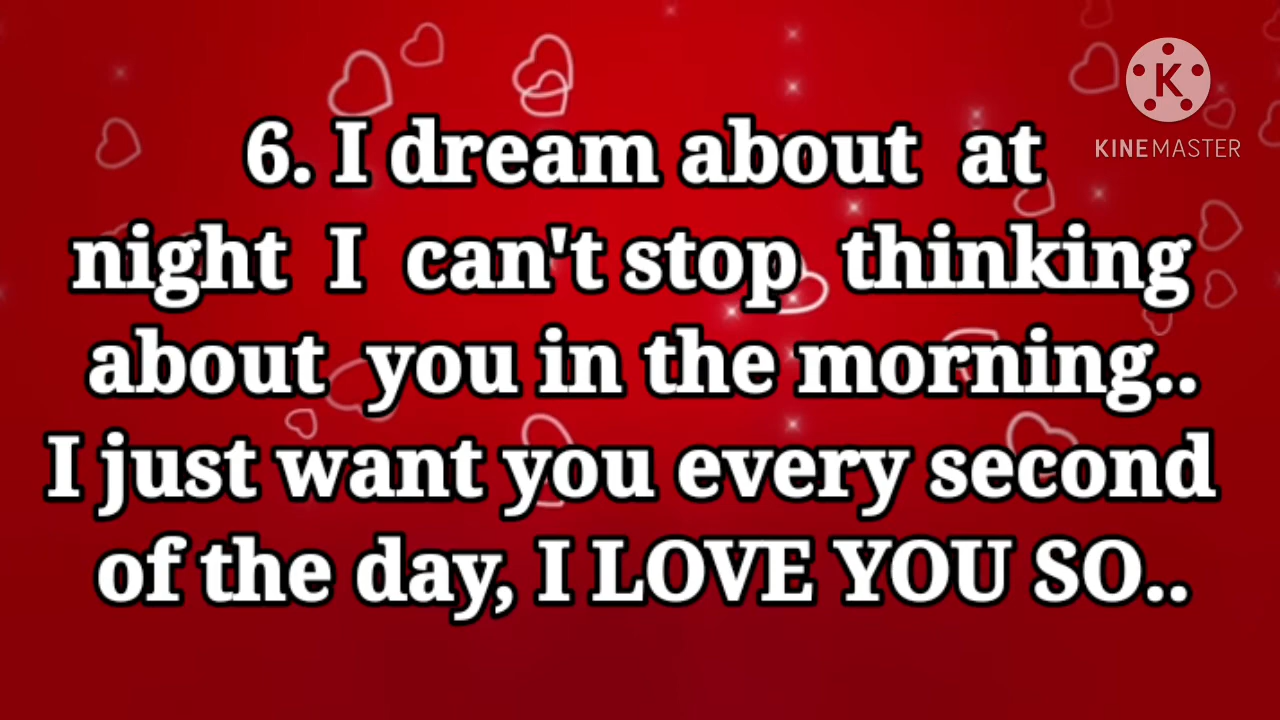 K
KINEMASTER
6. I dream about at
night I can't stop thinking
about you in the morning..
I just want you every second
of the day, I LOVE YOU SO..